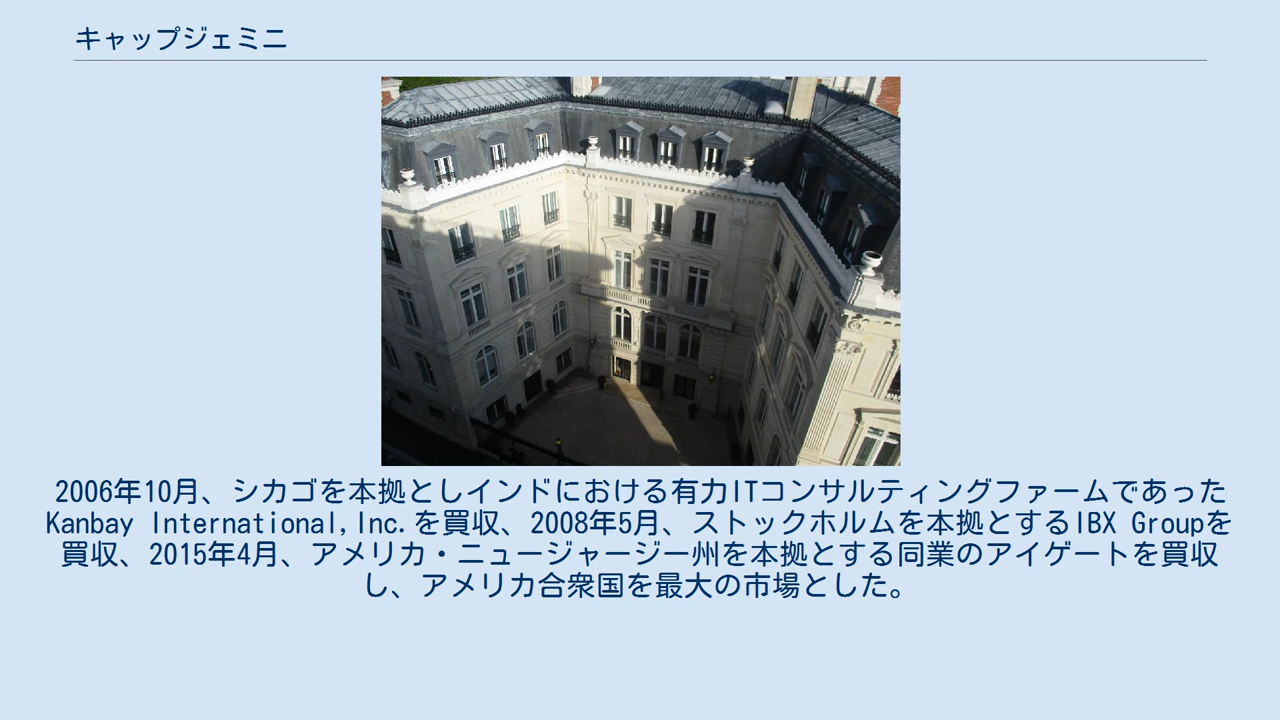 キャップジェミニ
2006年10月、シカゴを本拠としインドにおける有力ITコンサルティングファームであった
Kanbay International,Inc.を買収、2008年5月、ストックホルムを本拠とするIBX Groupを
買収、2015年4月、アメリカ・ニュージャージー州を本拠とする同業のアイゲートを買収
し、アメリカ合衆国を最大の市場とした。